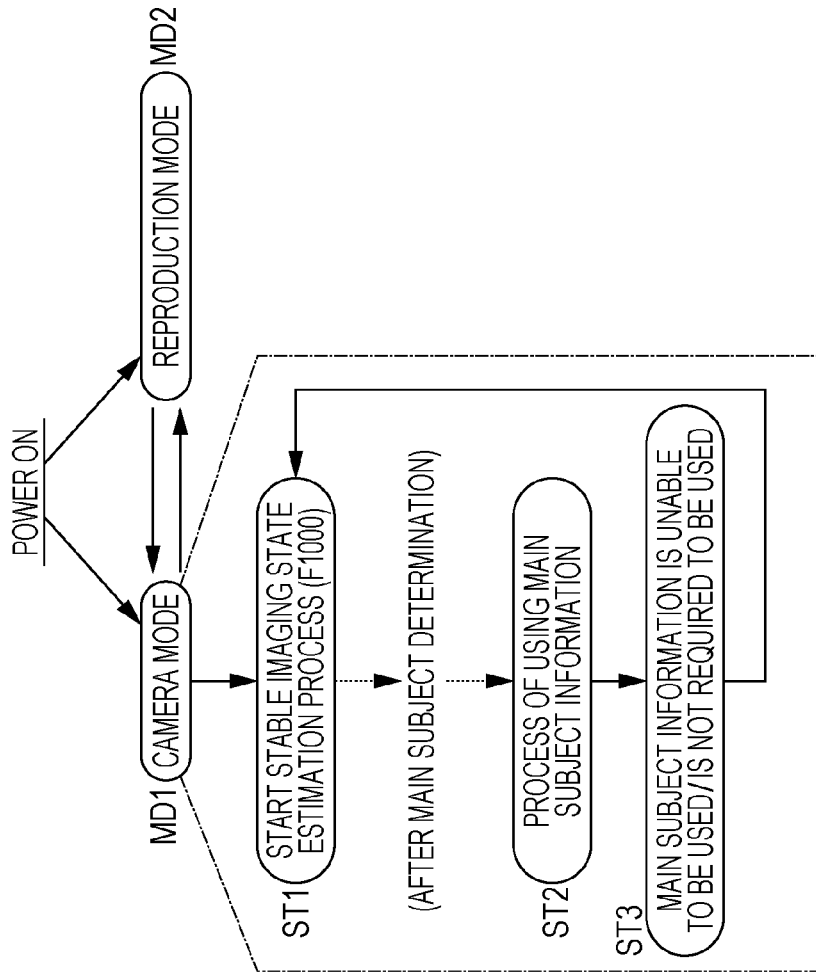 POWER ON
MD1
CAMERA MODE
REPRODUCTION MODE
MD2
ST1
START STABLE IMAGING STATE
ESTIMATION PROCESS (F1000)
(AFTER MAIN SUBJECT DETERMINATION)
ST2
PROCESS OF USING MAIN
SUBJECT INFORMATION
ST3
MAIN SUBJECT INFORMATION IS UNABLE
TO BE USED/IS NOT REQUIRED TO BE USED